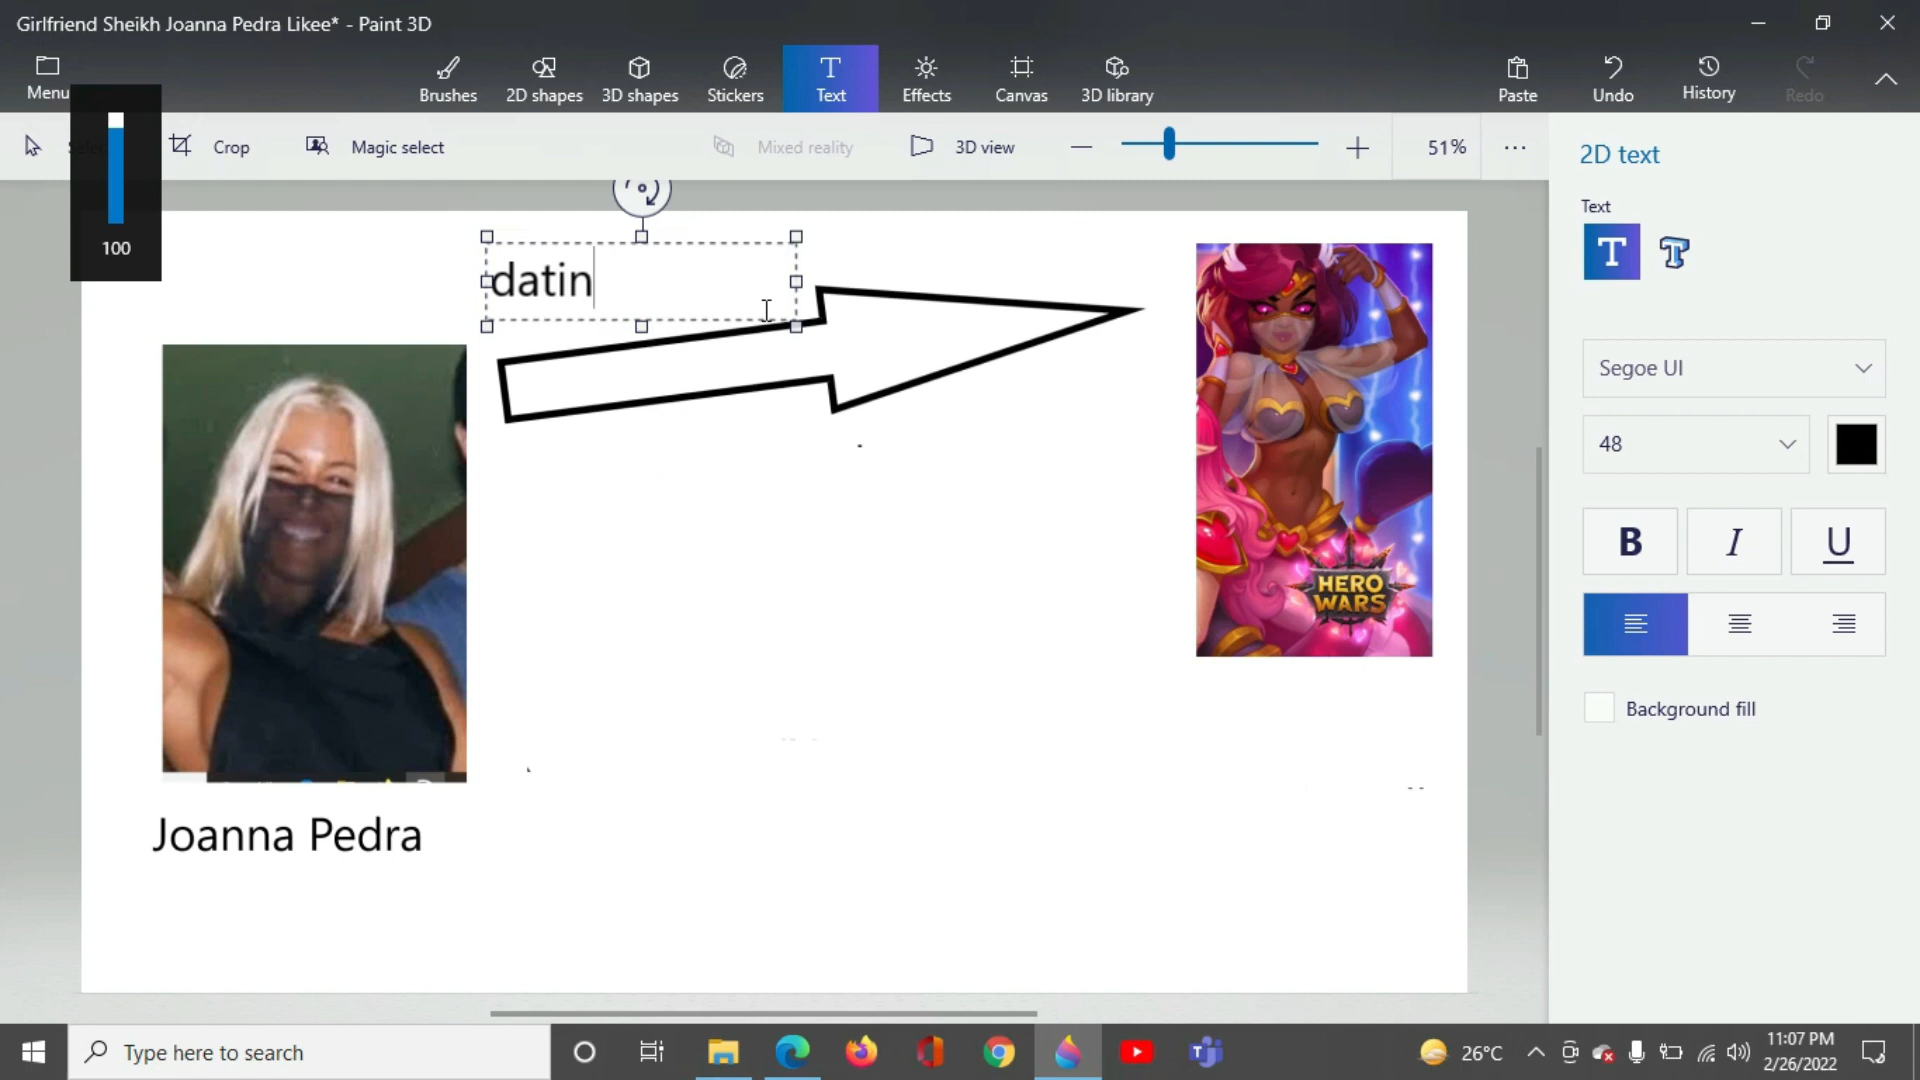 Girlfriend Sheikh Joanna Pedra Likee* - Paint 3D
Menu
Brushes
2D shapes
3D shapes
Stickers
Text
Effects
Canvas
3D library
Paste
Undo
History
Redo
Crop
Magic select
Mixed reality
3D view
51%
100
2D text
Text
Segoe UI
48
B I U
Background fill
datin
HERO
WARS
Joanna Pedra
Type here to search
26°C
11:07 PM
2/26/2022